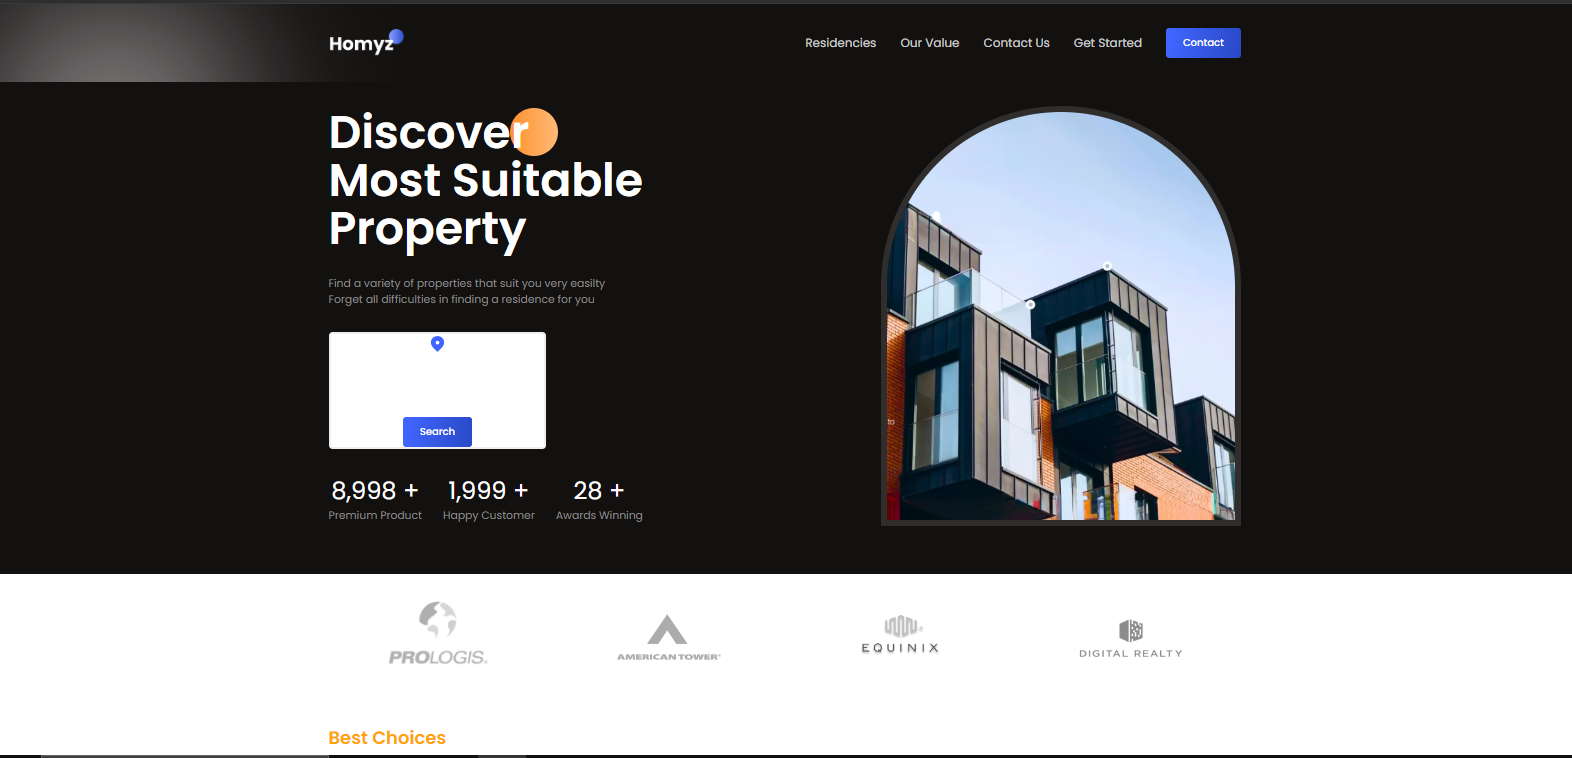 Homyz
Residencies
Our Value
Contact Us
Get Started
Contact
Discover
Most Suitable
Property
Find a variety of properties that suit you very easilty
Forget all difficulties in finding a residence for you
Search
8,998 +
1,999 +
28 +
Premium Product
Happy Customer
Awards Winning
to
PROLOGIS.
AMERICAN TOWER®
EQUINIX
DIGITAL REALTY
Best Choices